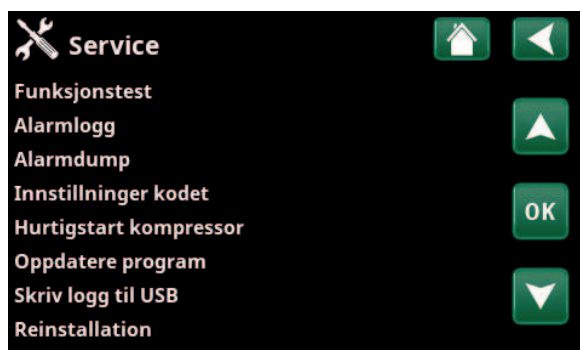 Service
Funksjonstest
Alarmlogg
Alarmdump
Innstillninger kodet
OK
Hurtigstart kompressor
Oppdatere program
Skriv logg til USB
Reinstallation